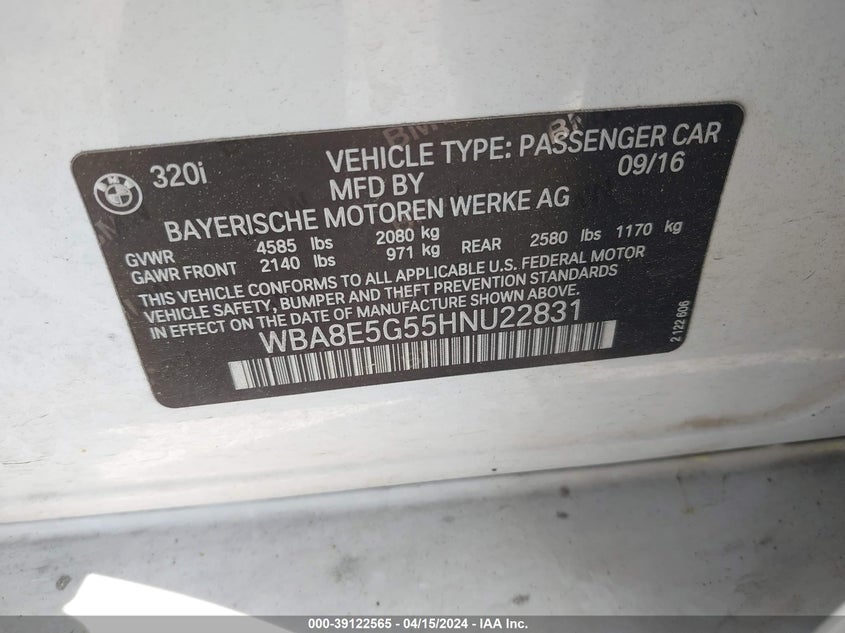 320i
VEHICLE TYPE: PASSENGER CAR
MFD BY 09/16
BAYERISCHE MOTOREN WERKE AG
GVWR 4585 lbs 2080 kg
GAWR FRONT 2140 lbs 971 kg REAR 2580 lbs 1170 kg
THIS VEHICLE CONFORMS TO ALL APPLICABLE U.S. FEDERAL MOTOR
VEHICLE SAFETY, BUMPER AND THEFT PREVENTION STANDARDS
IN EFFECT ON THE DATE OF MANUFACTURE SHOWN ABOVE.
WBA8E5G55HNU22831
2 122 606
000-39122565 - 04/15/2024 - IAA Inc.